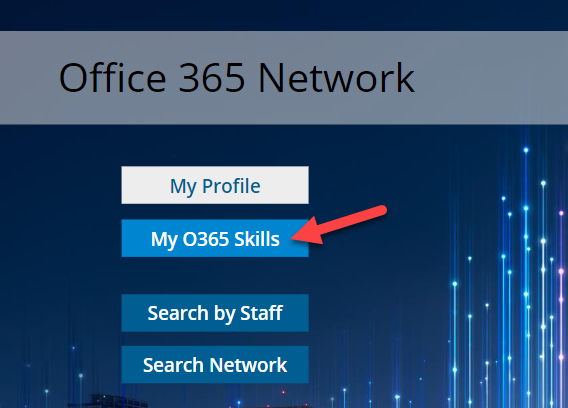 Office 365 Network
My Profile
My O365 Skills
Search by Staff
Search Network